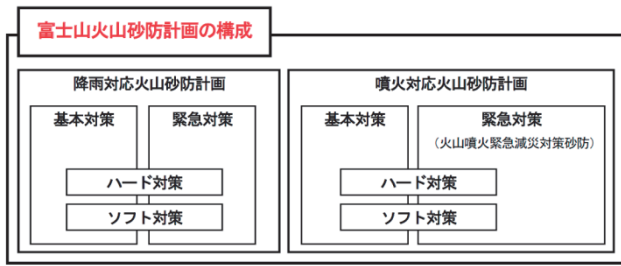 富士山火山砂防計画の構成
降雨対応火山砂防計画
基本対策
緊急対策
ハード対策
ソフト対策
噴火対応火山砂防計画
基本対策
緊急対策
（火山噴火緊急減災対策砂防）
ハード対策
ソフト対策